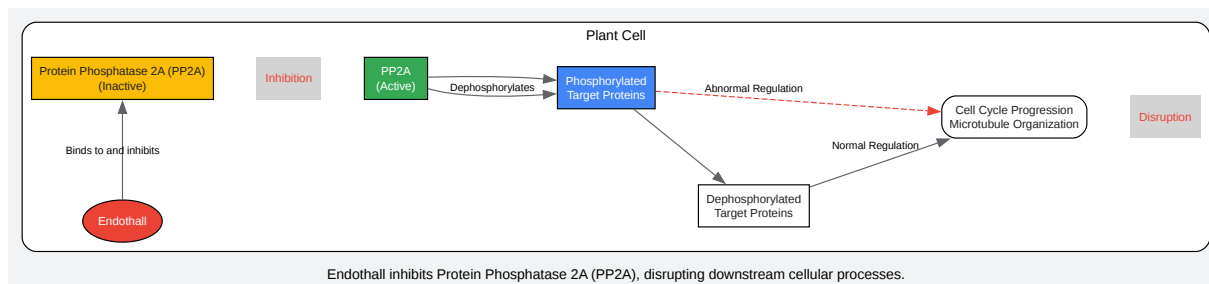 Plant Cell
Protein Phosphatase 2A (PP2A)
(Inactive)
Inhibition
PP2A
(Active)
Dephosphorylates
Phosphorylated
Target Proteins
Abnormal Regulation
Cell Cycle Progression
Microtubule Organization
Disruption
Binds to and inhibits
Normal Regulation
Endothall
Dephosphorylated
Target Proteins
Endothall inhibits Protein Phosphatase 2A (PP2A), disrupting downstream cellular processes.